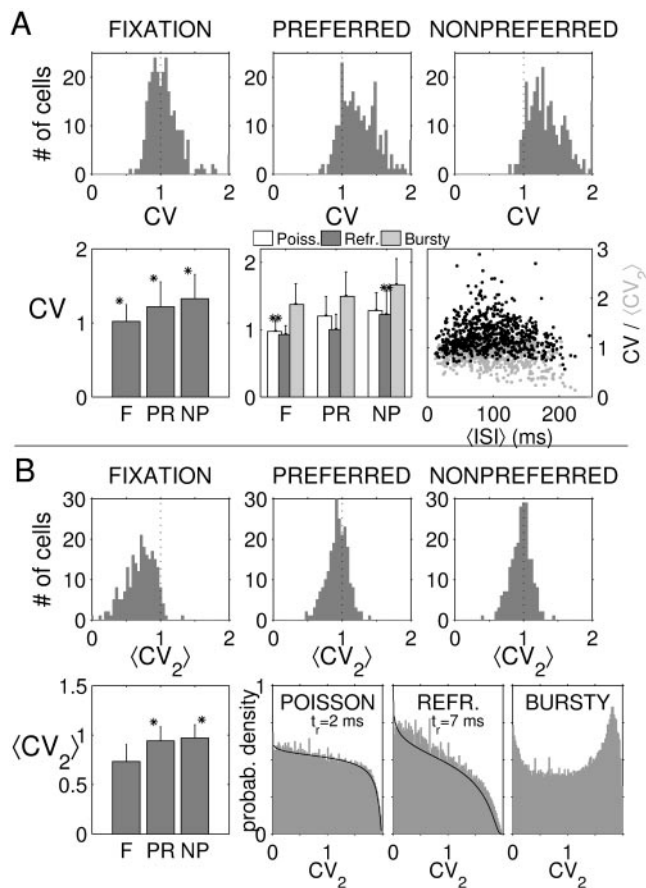 A
FIXATION
PREFERRED
NONPREFERRED
# of cells
20
10
0
20
10
0
20
10
0
0 1 2
0 1 2
0 1 2
CV
CV
CV
Poiss. Refr. Bursty
CV
2
1
0
* * *
F PR NP
2
1
0
** **
F PR NP
3
2
1
0
CV / ⟨CV2⟩
0 100 200
⟨ISI⟩ (ms)
B
FIXATION
PREFERRED
NONPREFERRED
# of cells
30
20
10
0
30
20
10
0
30
20
10
0
0 1 2
0 1 2
0 1 2
⟨CV2⟩
⟨CV2⟩
⟨CV2⟩
⟨CV2⟩
1.5
1
0.5
0
* *
F PR NP
probab. density
1
0
POISSON
tr=2 ms
REFR.
tr=7 ms
BURSTY
0 1
0 1
0 1
CV2
CV2
CV2